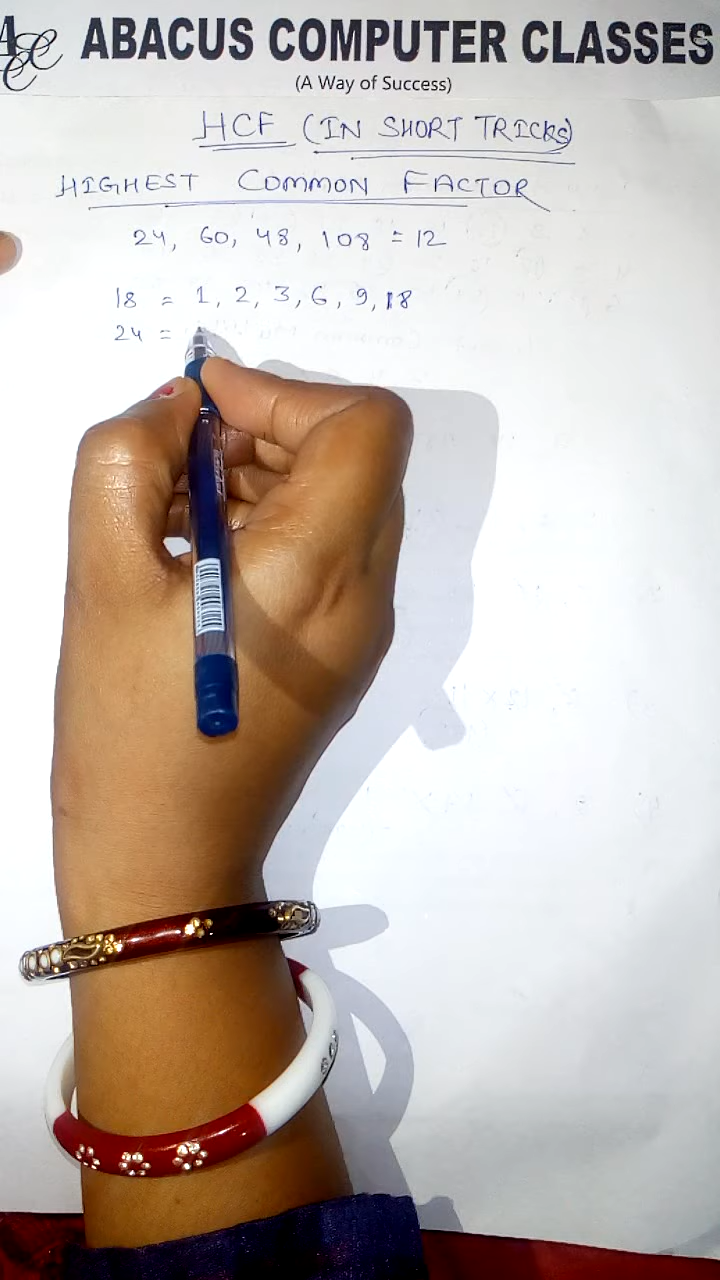 ABACUS COMPUTER CLASSES
(A Way of Success)
HCF (IN SHORT TRICKS)
HIGHEST COMMON FACTOR
24, 60, 48, 108 = 12
18 = 1, 2, 3, 6, 9, 18
24 =